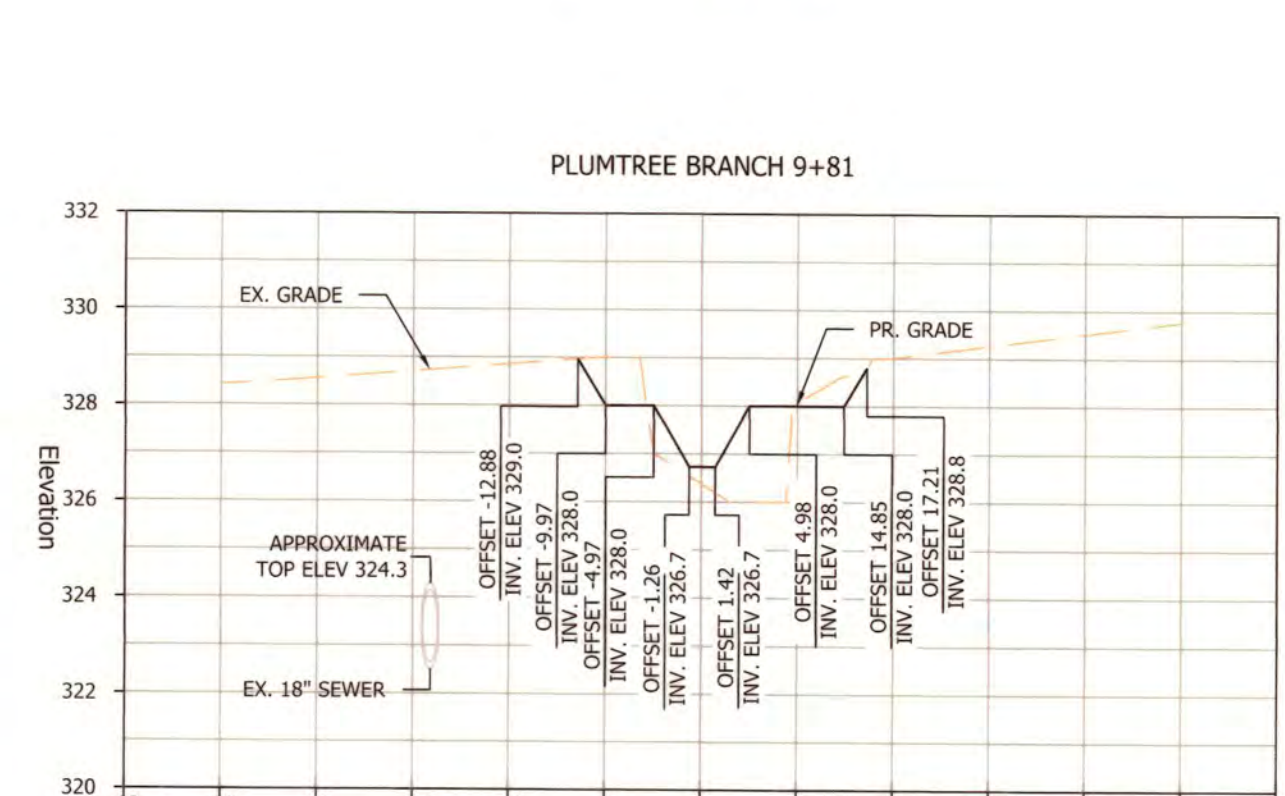 PLUMTREE BRANCH 9+81
332
330
328
326
324
322
320
Elevation
EX. GRADE
PR. GRADE
APPROXIMATE
TOP ELEV 324.3
EX. 18" SEWER
OFFSET -12.88
INV. ELEV 329.0
OFFSET -9.97
INV. ELEV 328.0
OFFSET -4.97
INV. ELEV 328.0
OFFSET -1.26
INV. ELEV 326.7
OFFSET 1.42
INV. ELEV 326.7
OFFSET 4.98
INV. ELEV 328.0
OFFSET 14.85
INV. ELEV 328.0
OFFSET 17.21
INV. ELEV 328.8